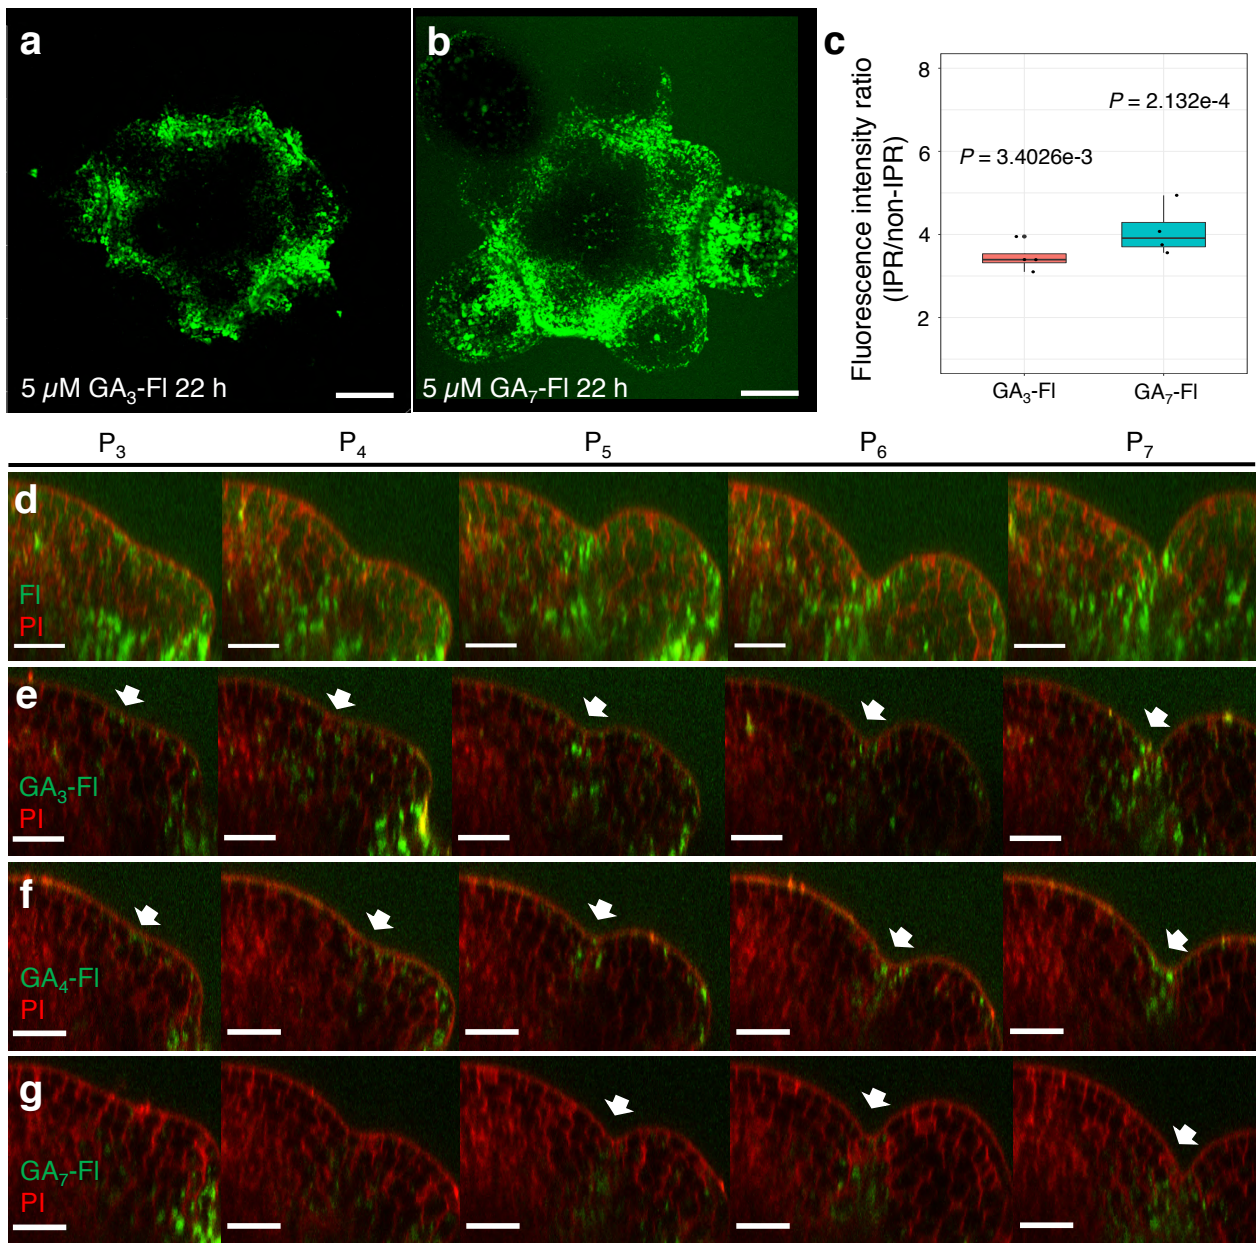 a
5 µM GA₃-Fl 22 h
b
5 µM GA₇-Fl 22 h
c
Fluorescence intensity ratio
(IPR/non-IPR)
8
6
4
2
P = 3.4026e-3
P = 2.132e-4
GA₃-Fl
GA₇-Fl
P₃ P₄ P₅ P₆ P₇
d
Fl
PI
e
GA₃-Fl
PI
f
GA₄-Fl
PI
g
GA₇-Fl
PI